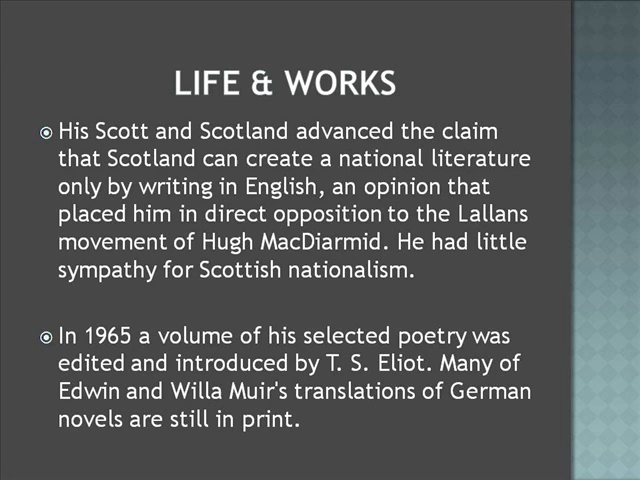 LIFE & WORKS
His Scott and Scotland advanced the claim
that Scotland can create a national literature
only by writing in English, an opinion that
placed him in direct opposition to the Lallans
movement of Hugh MacDiarmid. He had little
sympathy for Scottish nationalism.
In 1965 a volume of his selected poetry was
edited and introduced by T. S. Eliot. Many of
Edwin and Willa Muir's translations of German
novels are still in print.